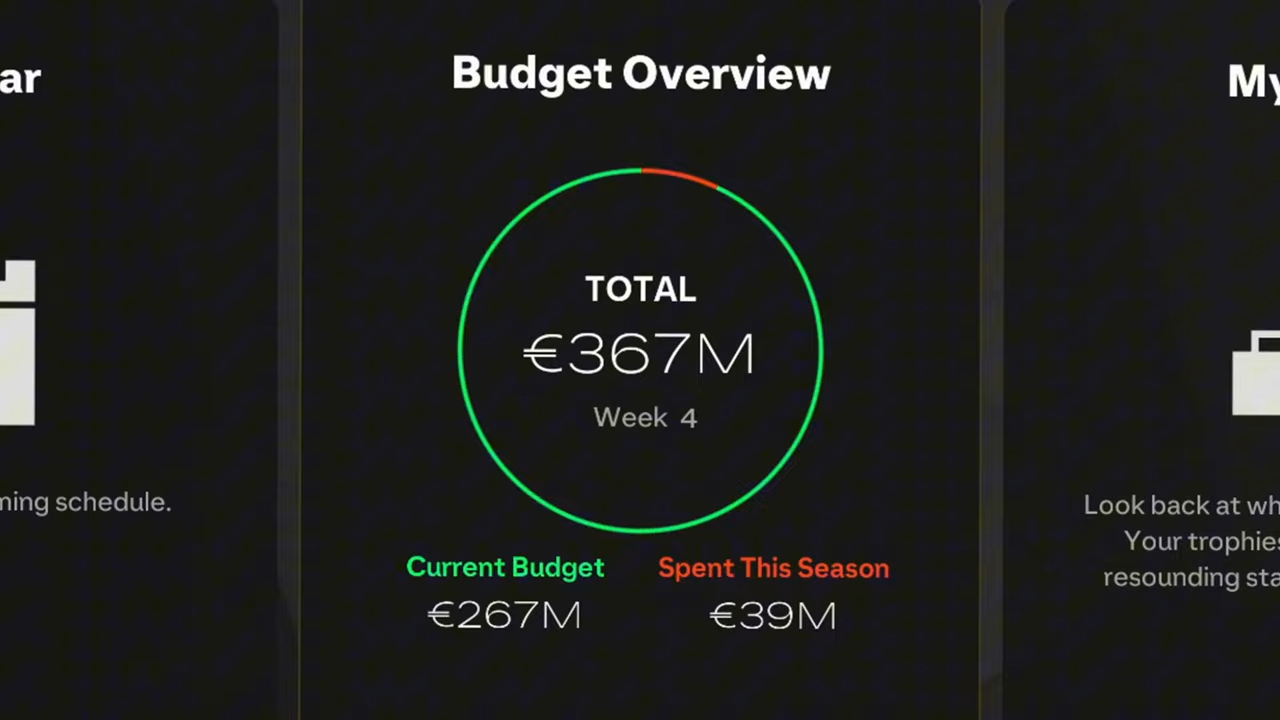 ar
ming schedule.
Budget Overview
TOTAL
€367M
Week 4
Current Budget
Spent This Season
€267M
€39M
My
Look back at wh
Your trophies
resounding sta